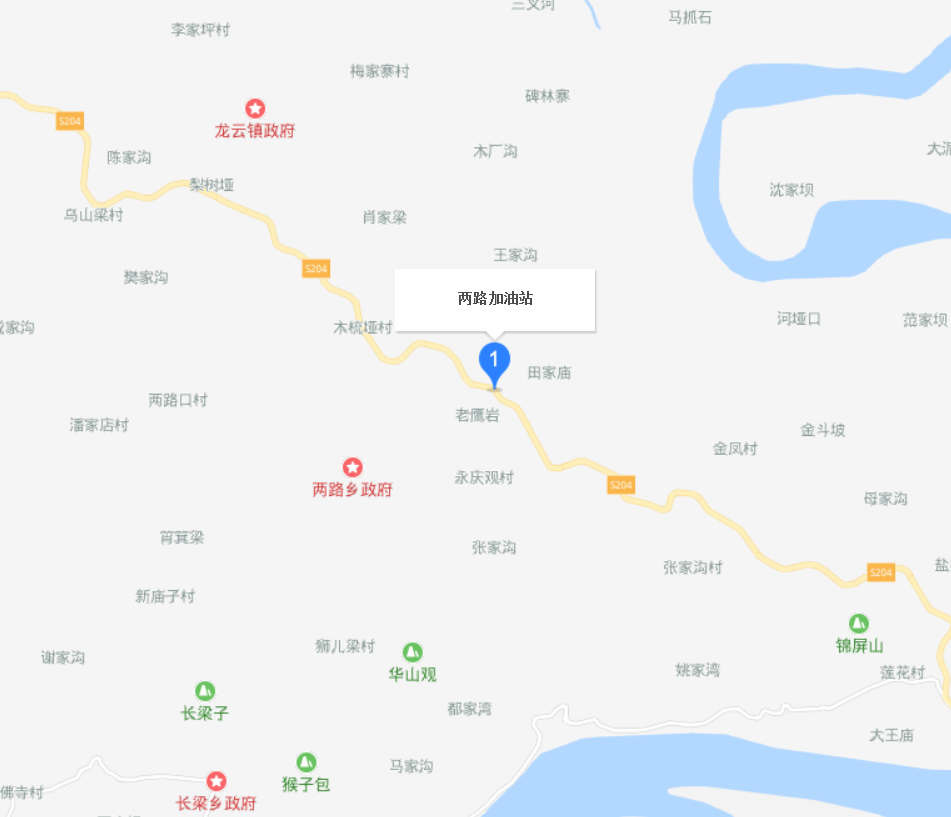 马抓石
李家坪村
梅家寨村
碑林寨
S204
龙云镇政府
木厂沟
陈家沟
梨树垭
沈家坝
乌山梁村
肖家梁
王家沟
S204
樊家沟
两路加油站
河垭口
范家坝
家沟
木梳垭村
1
田家庙
两路口村
老鹰岩
潘家店村
金斗坡
金凤村
两路乡政府
永庆观村
S204
母家沟
筲箕梁
张家沟
张家沟村
S204
新庙子村
狮儿梁村
锦屏山
谢家沟
华山观
姚家湾
莲花村
长梁子
都家湾
大王庙
马家沟
猴子包
佛寺村
长梁乡政府